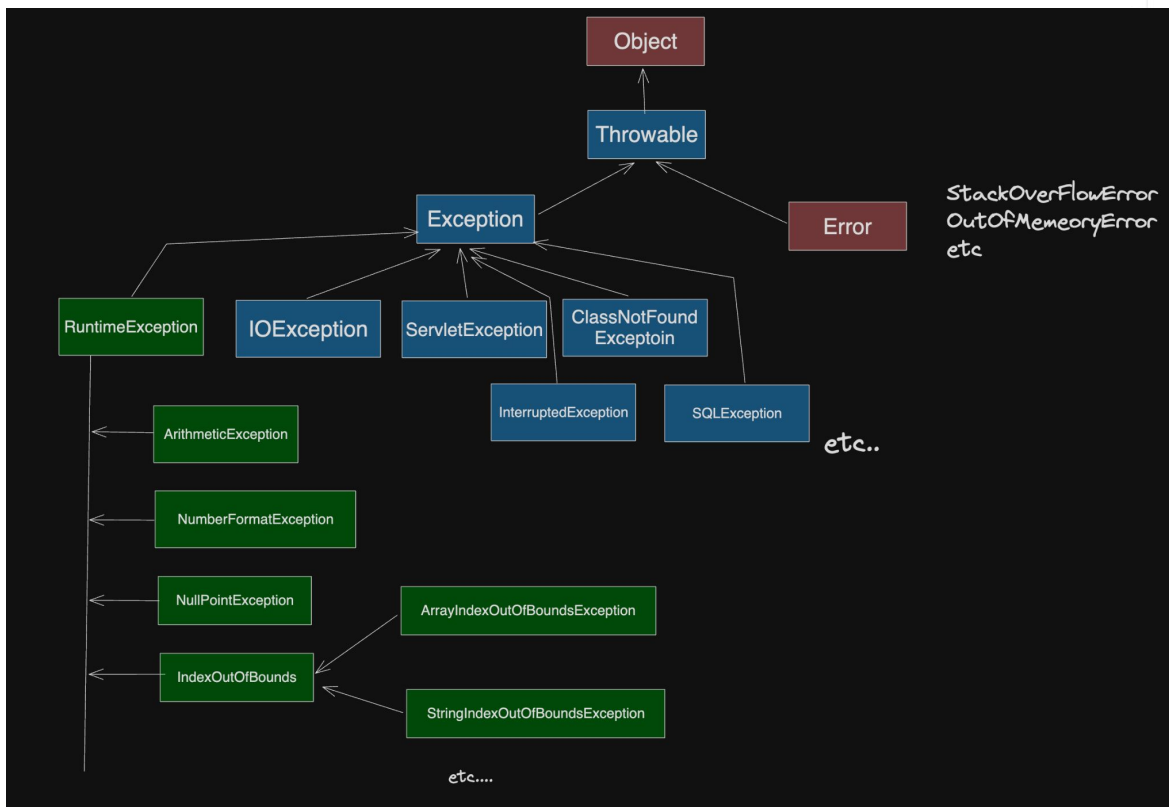 Object
Throwable
Exception
Error
StackOverFlowError
OutOfMemeoryError
etc
RuntimeException
IOException
ServletException
ClassNotFound
Exceptoin
InterruptedException
SQLException
etc..
ArithmeticException
NumberFormatException
NullPointException
ArrayIndexOutOfBoundsException
IndexOutOfBounds
StringIndexOutOfBoundsException
etc....